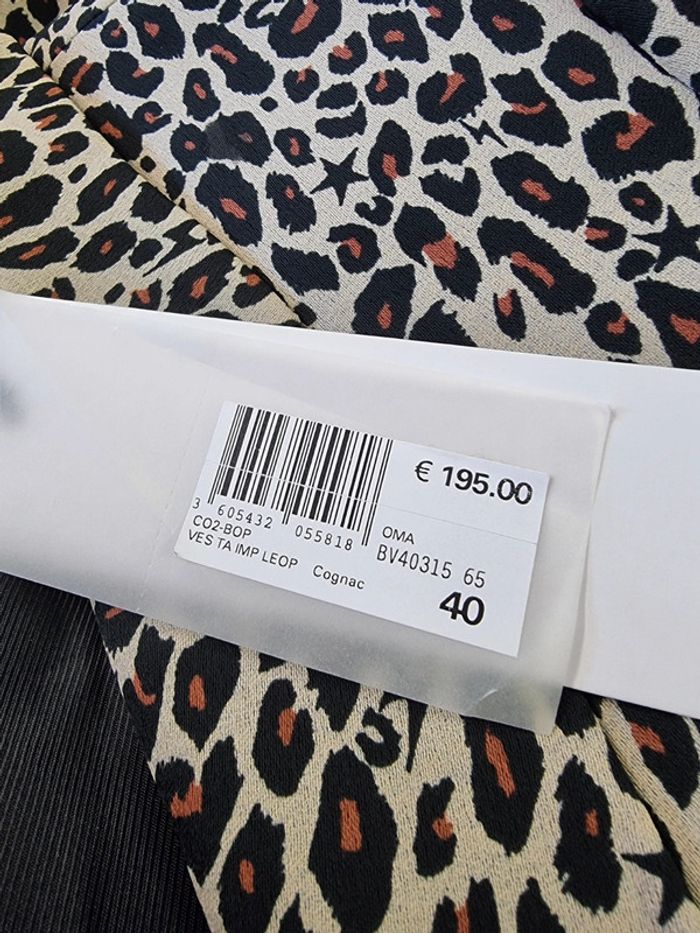 € 195.00
3 605432 055818
OMA
CO2-BOP
BV40315 65
VES TA IMP LEOP Cognac
40